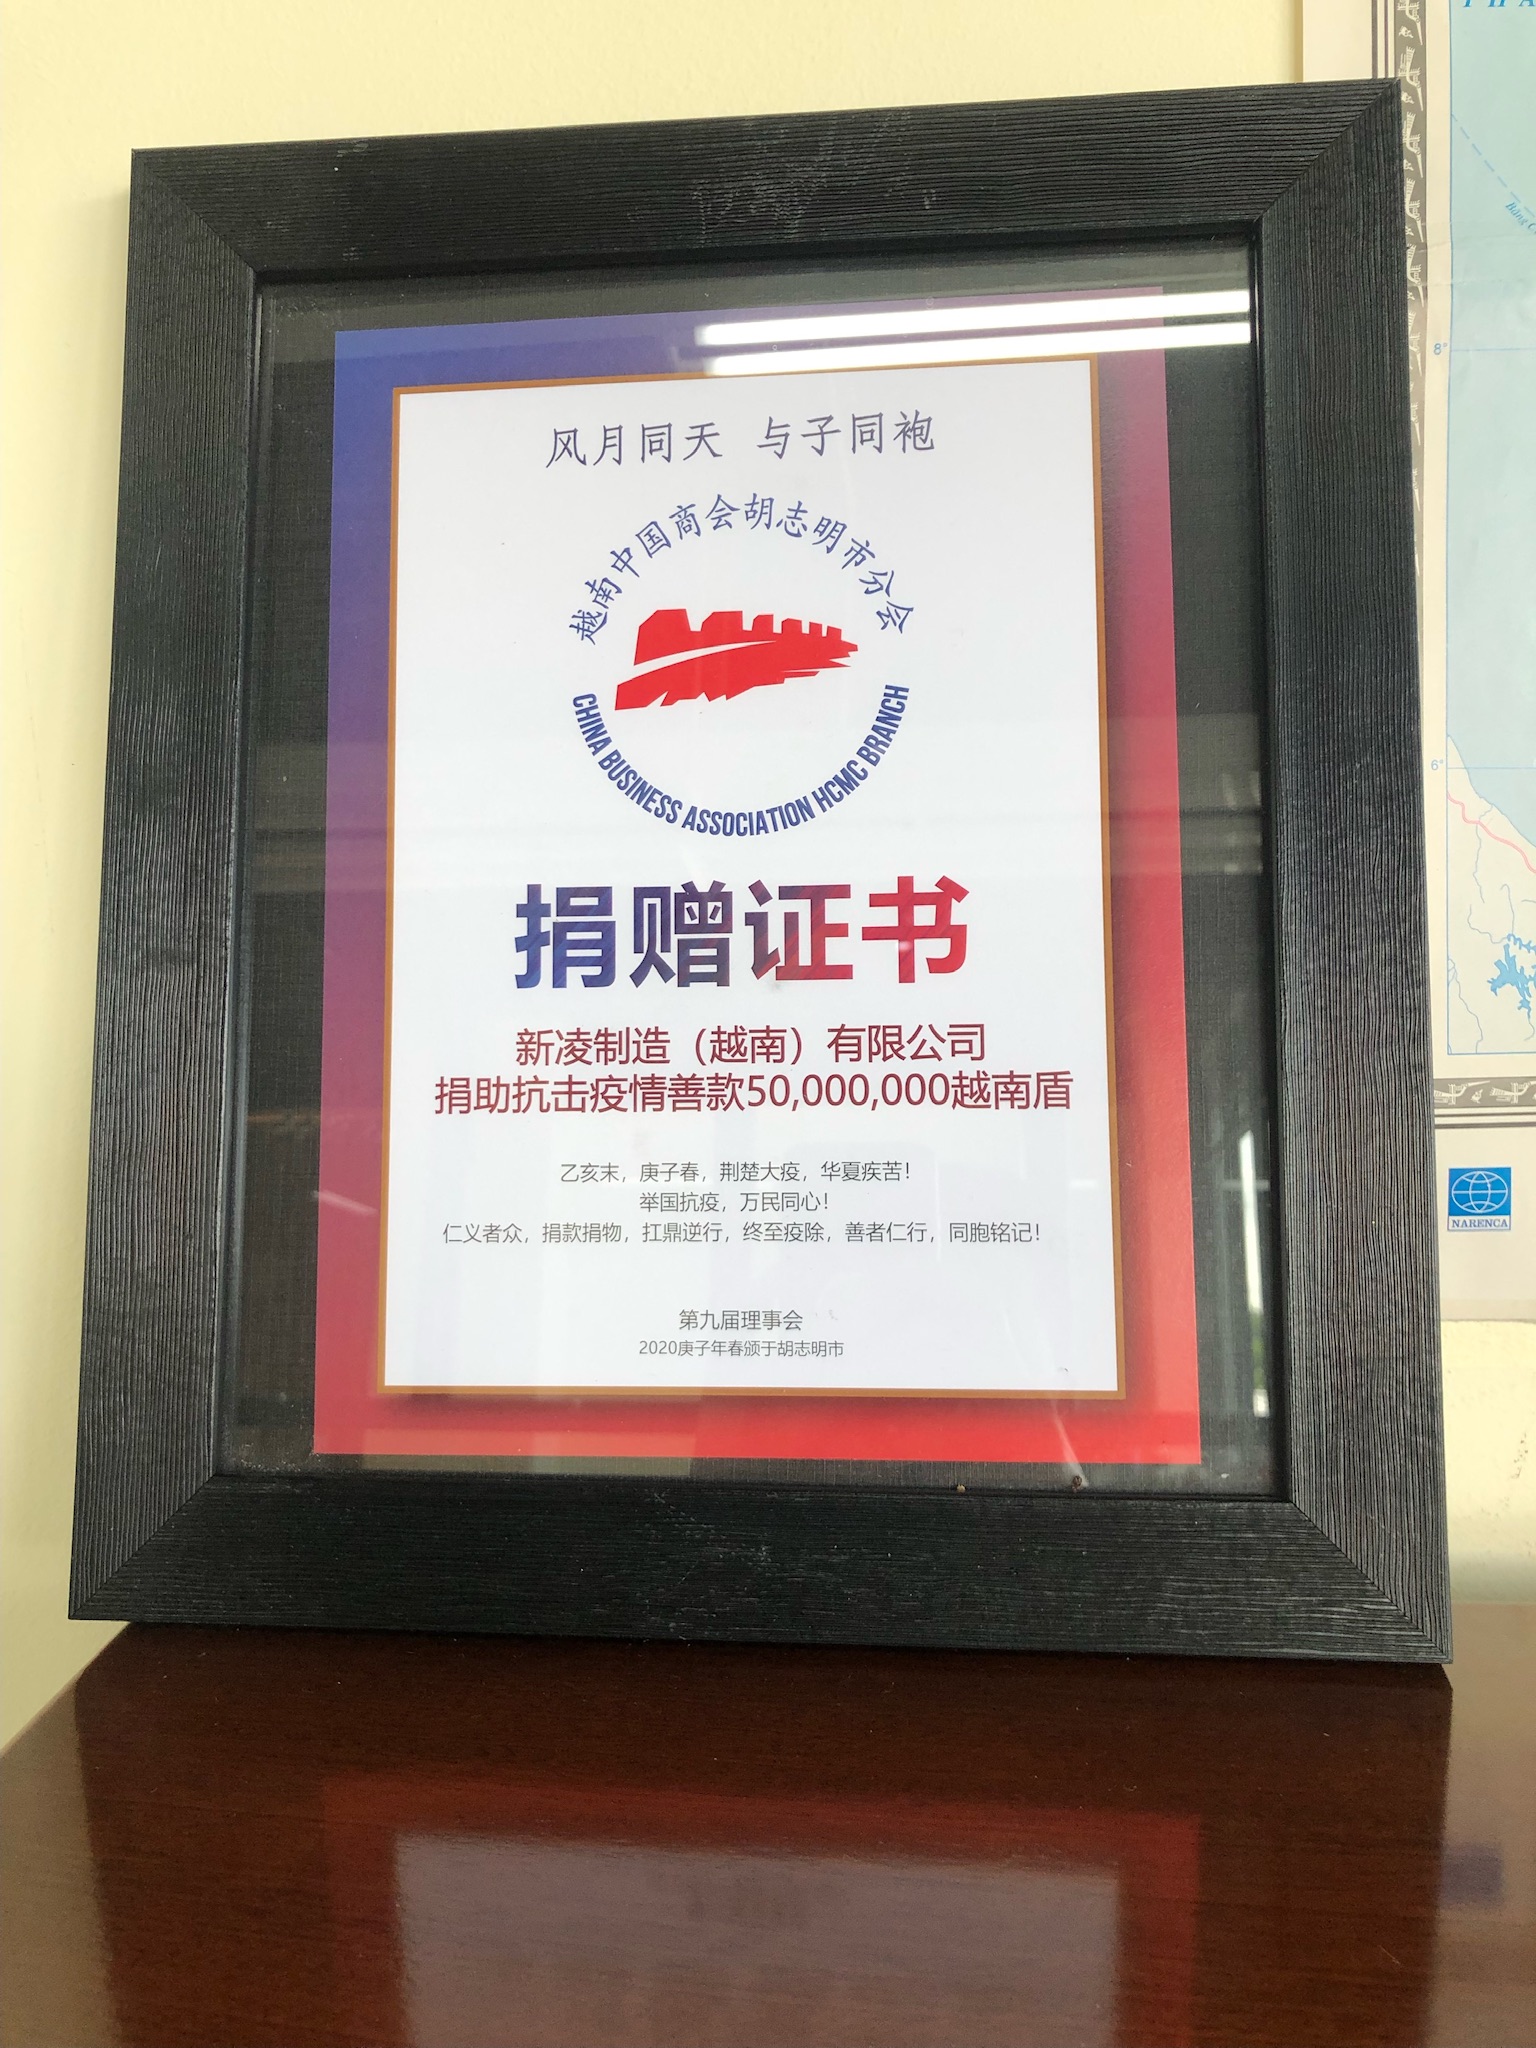 风月同天 与子同袍
越南中国商会胡志明市分会
CHINA BUSINESS ASSOCIATION HCMC BRANCH
捐赠证书
新凌制造（越南）有限公司
捐助抗击疫情善款50,000,000越南盾
乙亥末，庚子春，荆楚大疫，华夏疾苦！
举国抗疫，万民同心！
仁义者众，捐款捐物，扛鼎逆行，终至疫除，善者仁行，同胞铭记！
第九届理事会
2020庚子年春颁于胡志明市
8°
6°
NARENCA